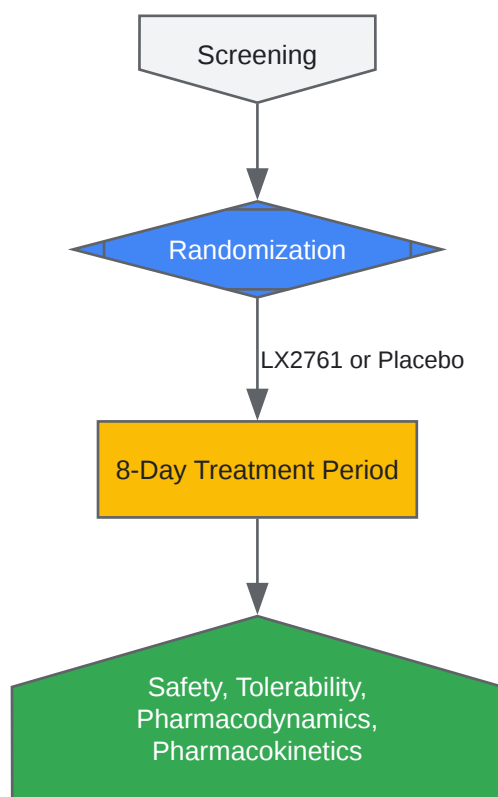 Screening
Randomization
LX2761 or Placebo
8-Day Treatment Period
Safety, Tolerability,
Pharmacodynamics,
Pharmacokinetics